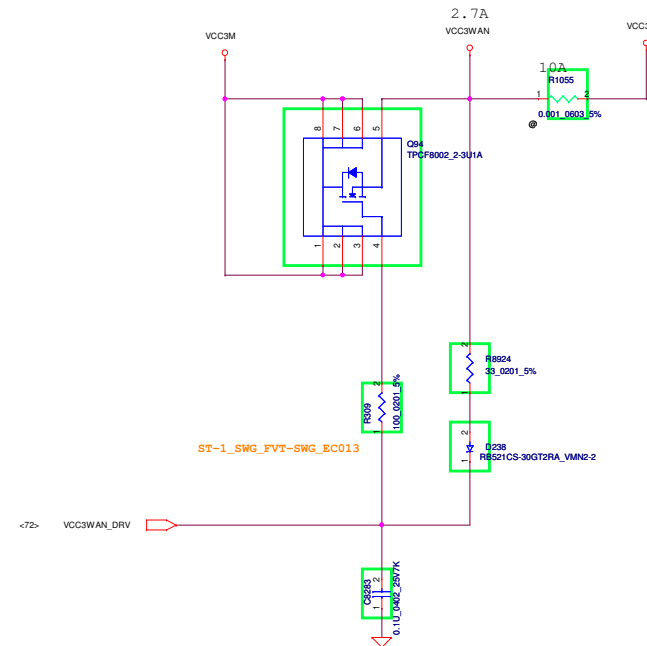 2.7A
VCC3M
VCC3WAN
VCC3
10A
R1055
1
2
0.001_0603_5%
@
8
7
6
5
Q94
TPCF8002_2-3U1A
1
2
3
4
2
R8924
33_0201_5%
1
2
R309
100_0201_5%
1
ST-1_SWG_FVT-SWG_EC013
2
D238
RB521CS-30GT2RA_VMN2-2
1
<72>
VCC3WAN_DRV
2
C8283
0.1U_0402_25V7K
1